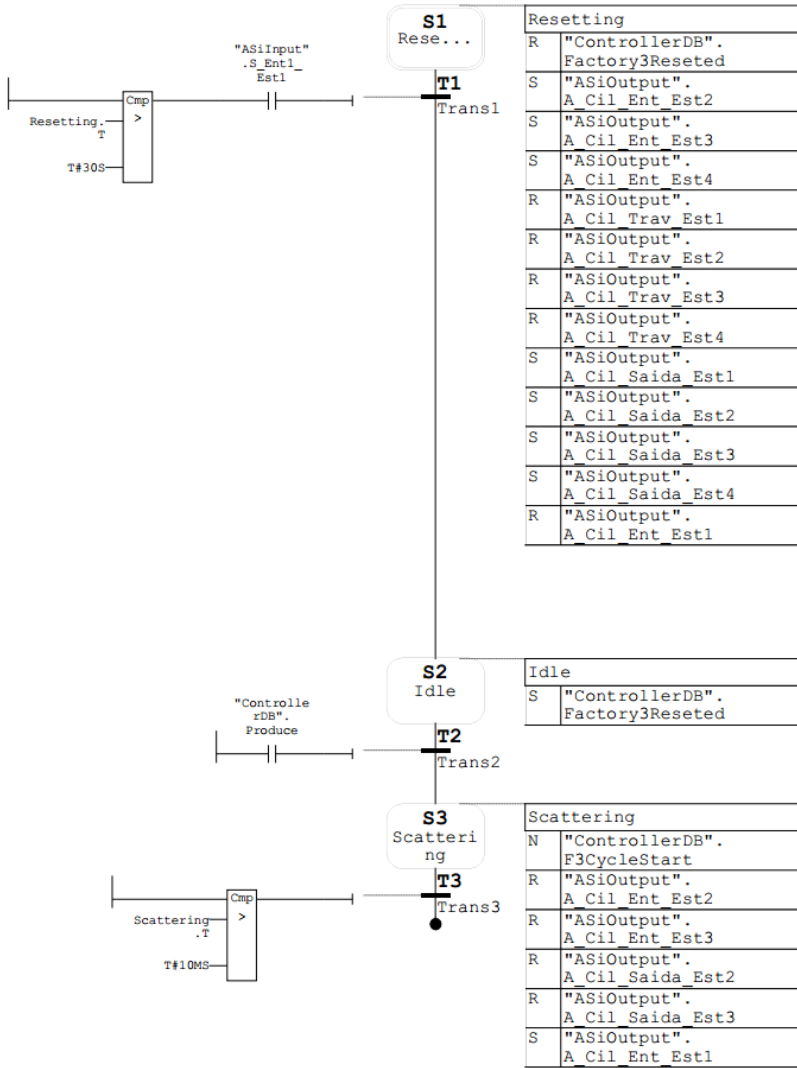 S1
Rese...
Resetting
R "ControllerDB".
Factory3Reseted
S "ASiOutput".
A_Cil_Ent_Est2
S "ASiOutput".
A_Cil_Ent_Est3
S "ASiOutput".
A_Cil_Ent_Est4
R "ASiOutput".
A_Cil_Trav_Est1
R "ASiOutput".
A_Cil_Trav_Est2
R "ASiOutput".
A_Cil_Trav_Est3
R "ASiOutput".
A_Cil_Trav_Est4
S "ASiOutput".
A_Cil_Saida_Est1
S "ASiOutput".
A_Cil_Saida_Est2
S "ASiOutput".
A_Cil_Saida_Est3
S "ASiOutput".
A_Cil_Saida_Est4
R "ASiOutput".
A_Cil_Ent_Est1
"ASiInput"
.S_Ent1_
Est1
Cmp
>
Resetting.
T
T#30S
T1
Trans1
S2
Idle
Idle
S "ControllerDB".
Factory3Reseted
"Controlle
rDB".
Produce
T2
Trans2
S3
Scatteri
ng
Scattering
N "ControllerDB".
F3CycleStart
R "ASiOutput".
A_Cil_Ent_Est2
R "ASiOutput".
A_Cil_Ent_Est3
R "ASiOutput".
A_Cil_Saida_Est2
R "ASiOutput".
A_Cil_Saida_Est3
S "ASiOutput".
A_Cil_Ent_Est1
Cmp
>
Scattering
.T
T#10MS
T3
Trans3